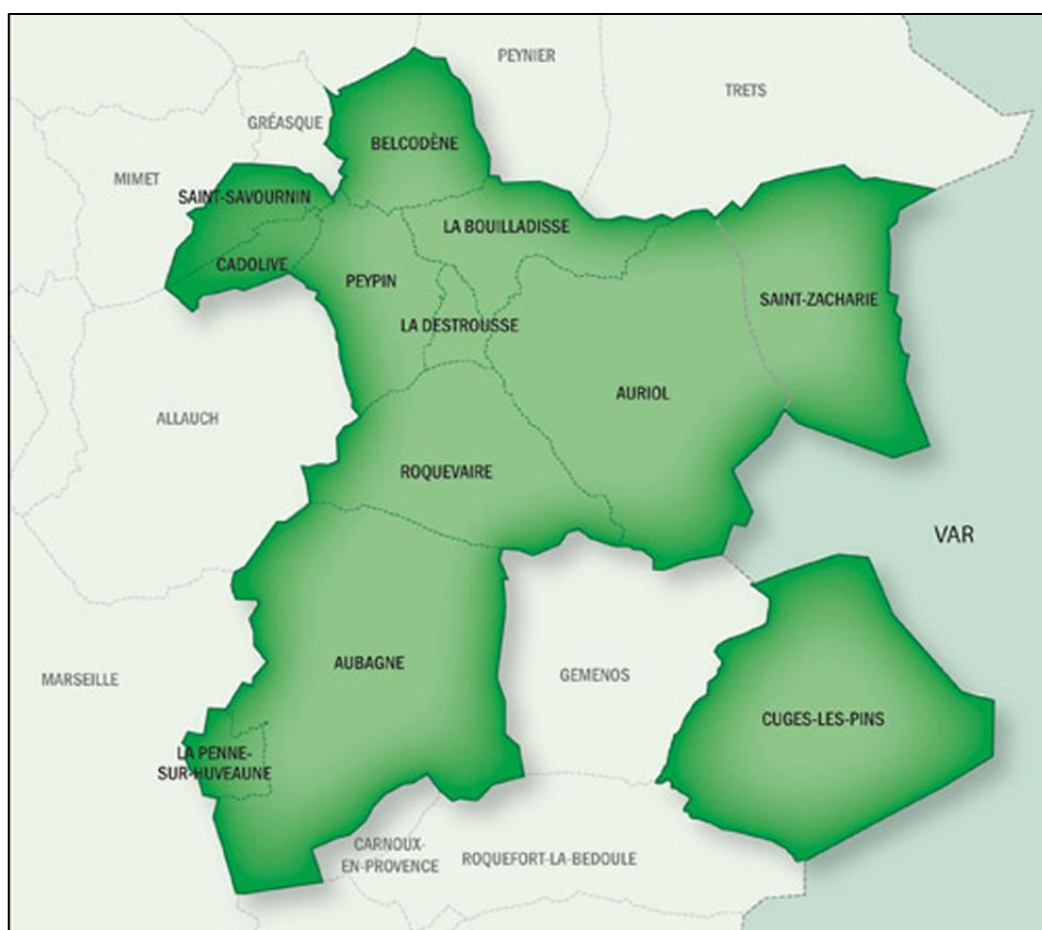 PEYNIER
TRETS
GRÉASQUE
BELCODÈNE
MIMET
SAINT-SAVOURNIN
LA BOUILLADISSE
CADOLIVE
PEYPIN
SAINT-ZACHARIE
LA DESTROUSSE
AURIOL
ALLAUCH
ROQUEVAIRE
VAR
AUBAGNE
GEMENOS
MARSEILLE
CUGES-LES-PINS
LA PENNE-
SUR-HUVEAUNE
CARNOUX-
EN-PROVENCE
ROQUEFORT-LA-BEDOULE